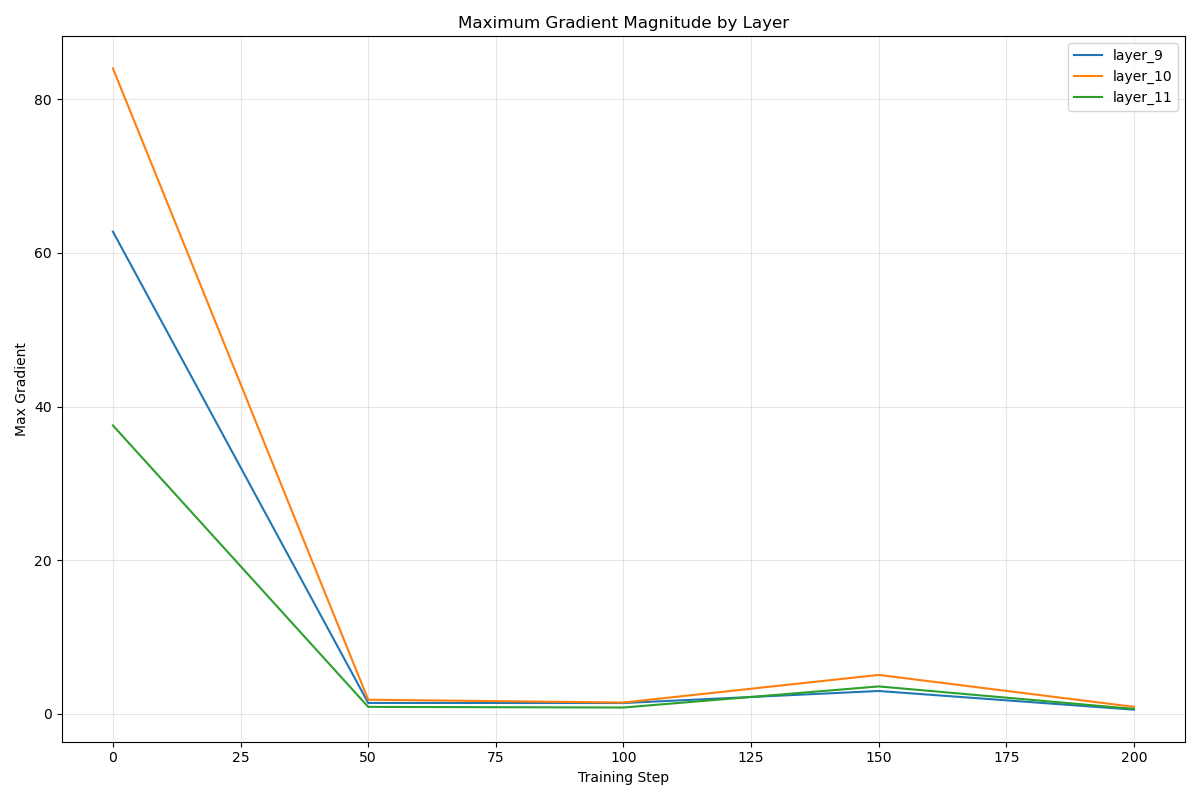 Maximum Gradient Magnitude by Layer
layer_9
layer_10
layer_11
80
60
40
20
0
Max Gradient
0 25 50 75 100 125 150 175 200
Training Step